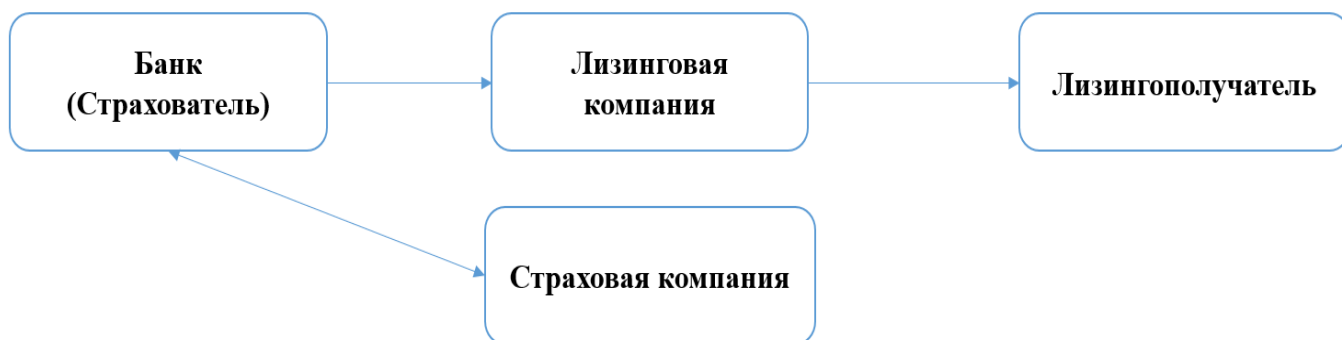 Банк
(Страхователь)
Лизинговая
компания
Лизингополучатель
Страховая компания